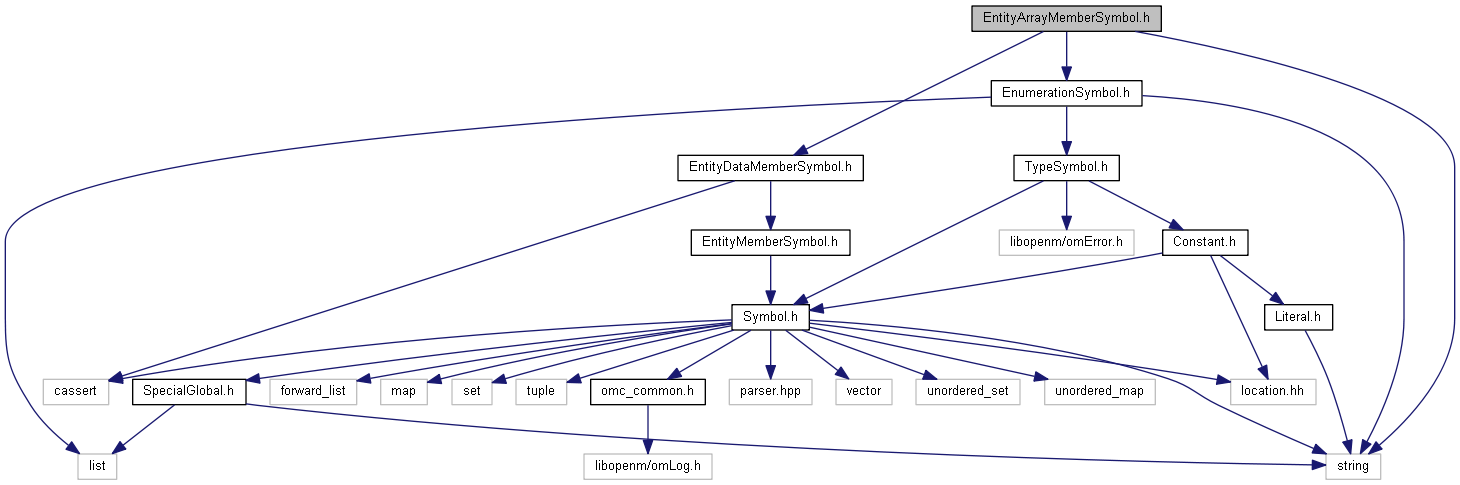 EntityArrayMemberSymbol.h
EnumerationSymbol.h
EntityDataMemberSymbol.h
TypeSymbol.h
EntityMemberSymbol.h
libopenm/omError.h
Constant.h
Symbol.h
Literal.h
cassert
SpecialGlobal.h
forward_list
map
set
tuple
omc_common.h
parser.hpp
vector
unordered_set
unordered_map
location.hh
list
libopenm/omLog.h
string